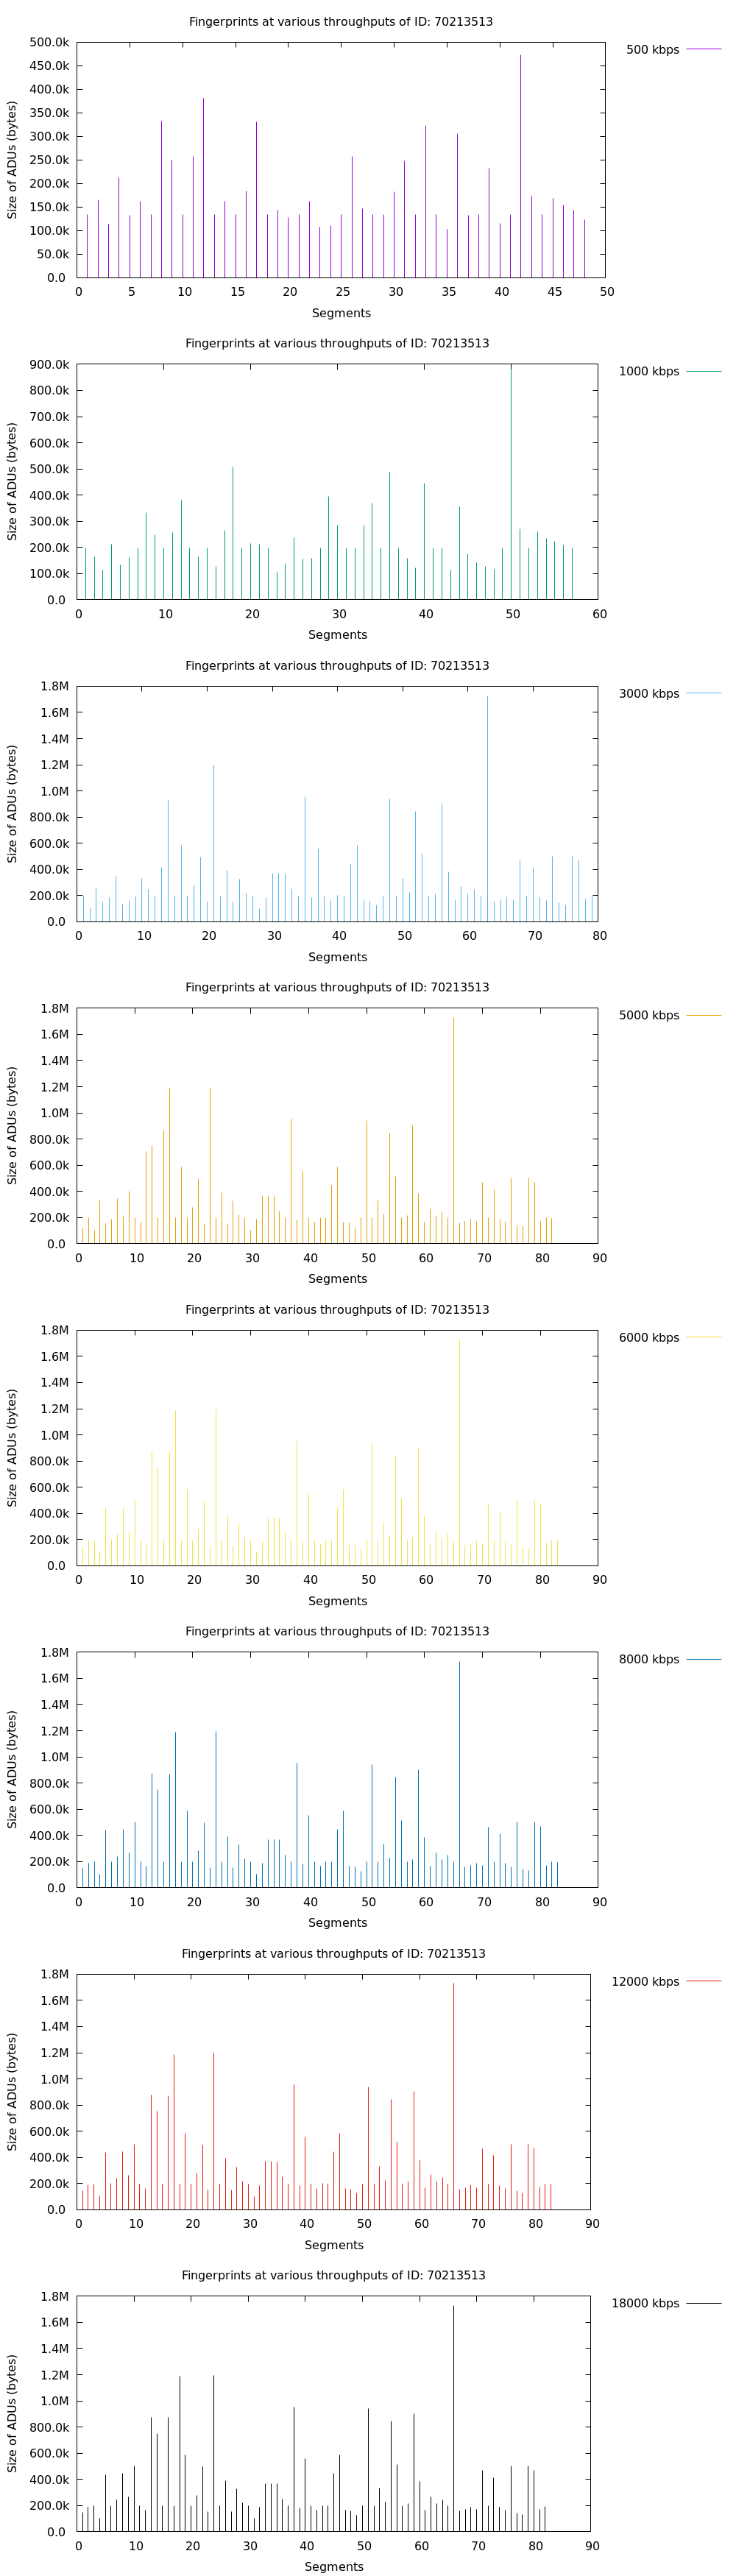 Fingerprints at various throughputs of ID: 70213513
500 kbps
500.0k
450.0k
400.0k
350.0k
300.0k
250.0k
200.0k
150.0k
100.0k
50.0k
0.0
Size of ADUs (bytes)
0 5 10 15 20 25 30 35 40 45 50
Segments
Fingerprints at various throughputs of ID: 70213513
1000 kbps
900.0k
800.0k
700.0k
600.0k
500.0k
400.0k
300.0k
200.0k
100.0k
0.0
Size of ADUs (bytes)
0 10 20 30 40 50 60
Segments
Fingerprints at various throughputs of ID: 70213513
3000 kbps
1.8M
1.6M
1.4M
1.2M
1.0M
800.0k
600.0k
400.0k
200.0k
0.0
Size of ADUs (bytes)
0 10 20 30 40 50 60 70 80
Segments
Fingerprints at various throughputs of ID: 70213513
5000 kbps
1.8M
1.6M
1.4M
1.2M
1.0M
800.0k
600.0k
400.0k
200.0k
0.0
Size of ADUs (bytes)
0 10 20 30 40 50 60 70 80 90
Segments
Fingerprints at various throughputs of ID: 70213513
6000 kbps
1.8M
1.6M
1.4M
1.2M
1.0M
800.0k
600.0k
400.0k
200.0k
0.0
Size of ADUs (bytes)
0 10 20 30 40 50 60 70 80 90
Segments
Fingerprints at various throughputs of ID: 70213513
8000 kbps
1.8M
1.6M
1.4M
1.2M
1.0M
800.0k
600.0k
400.0k
200.0k
0.0
Size of ADUs (bytes)
0 10 20 30 40 50 60 70 80 90
Segments
Fingerprints at various throughputs of ID: 70213513
12000 kbps
1.8M
1.6M
1.4M
1.2M
1.0M
800.0k
600.0k
400.0k
200.0k
0.0
Size of ADUs (bytes)
0 10 20 30 40 50 60 70 80 90
Segments
Fingerprints at various throughputs of ID: 70213513
18000 kbps
1.8M
1.6M
1.4M
1.2M
1.0M
800.0k
600.0k
400.0k
200.0k
0.0
Size of ADUs (bytes)
0 10 20 30 40 50 60 70 80 90
Segments